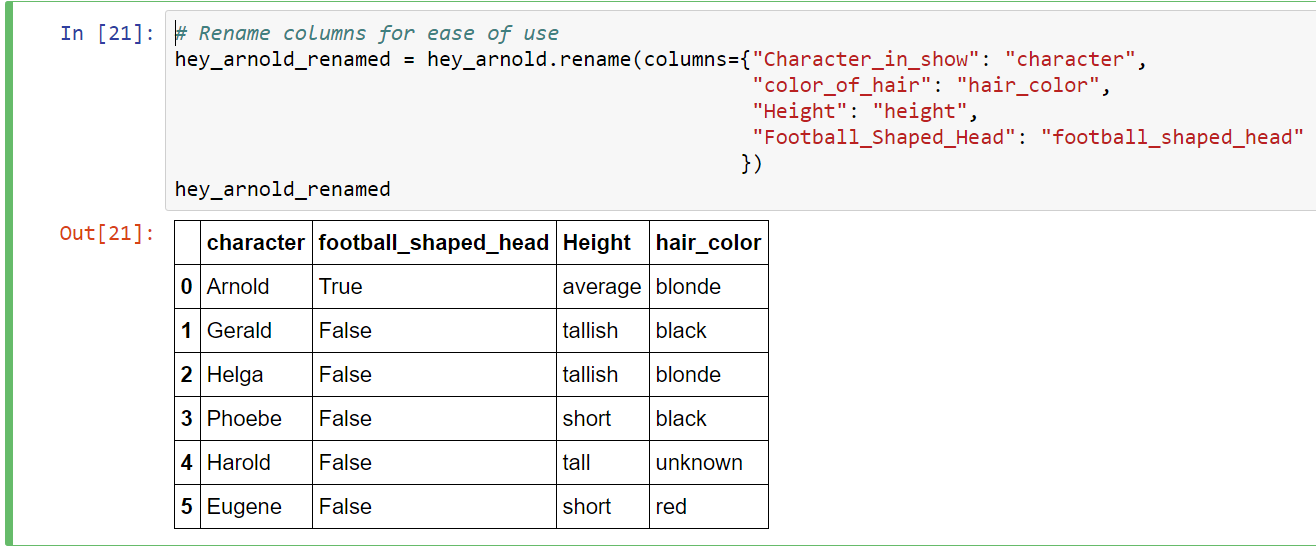 In [21]: # Rename columns for ease of use
hey_arnold_renamed = hey_arnold.rename(columns={"Character_in_show": "character",
"color_of_hair": "hair_color",
"Height": "height",
"Football_Shaped_Head": "football_shaped_head"
})
hey_arnold_renamed
Out[21]:
character football_shaped_head Height hair_color
0 Arnold True average blonde
1 Gerald False tallish black
2 Helga False tallish blonde
3 Phoebe False short black
4 Harold False tall unknown
5 Eugene False short red